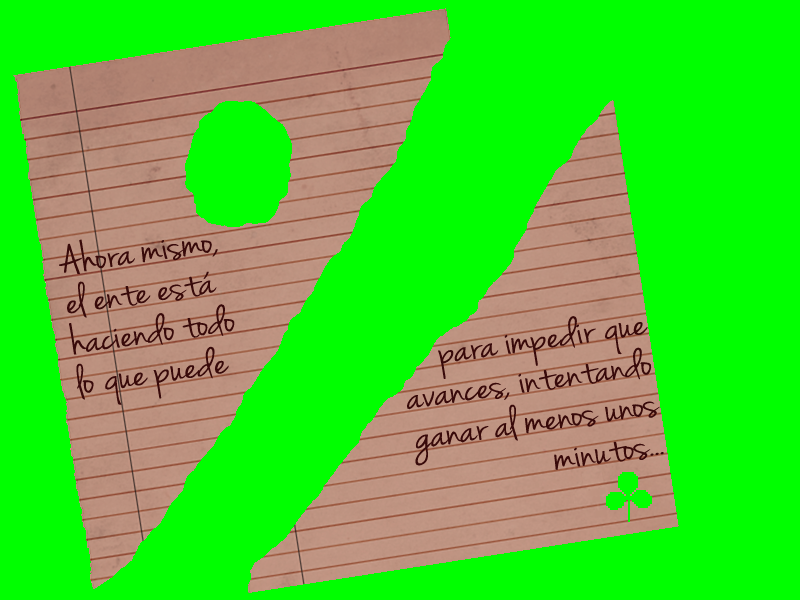 Ahora mismo,
el ente está
haciendo todo
lo que puede
para impedir que
avances, intentando
ganar al menos unos
minutos...